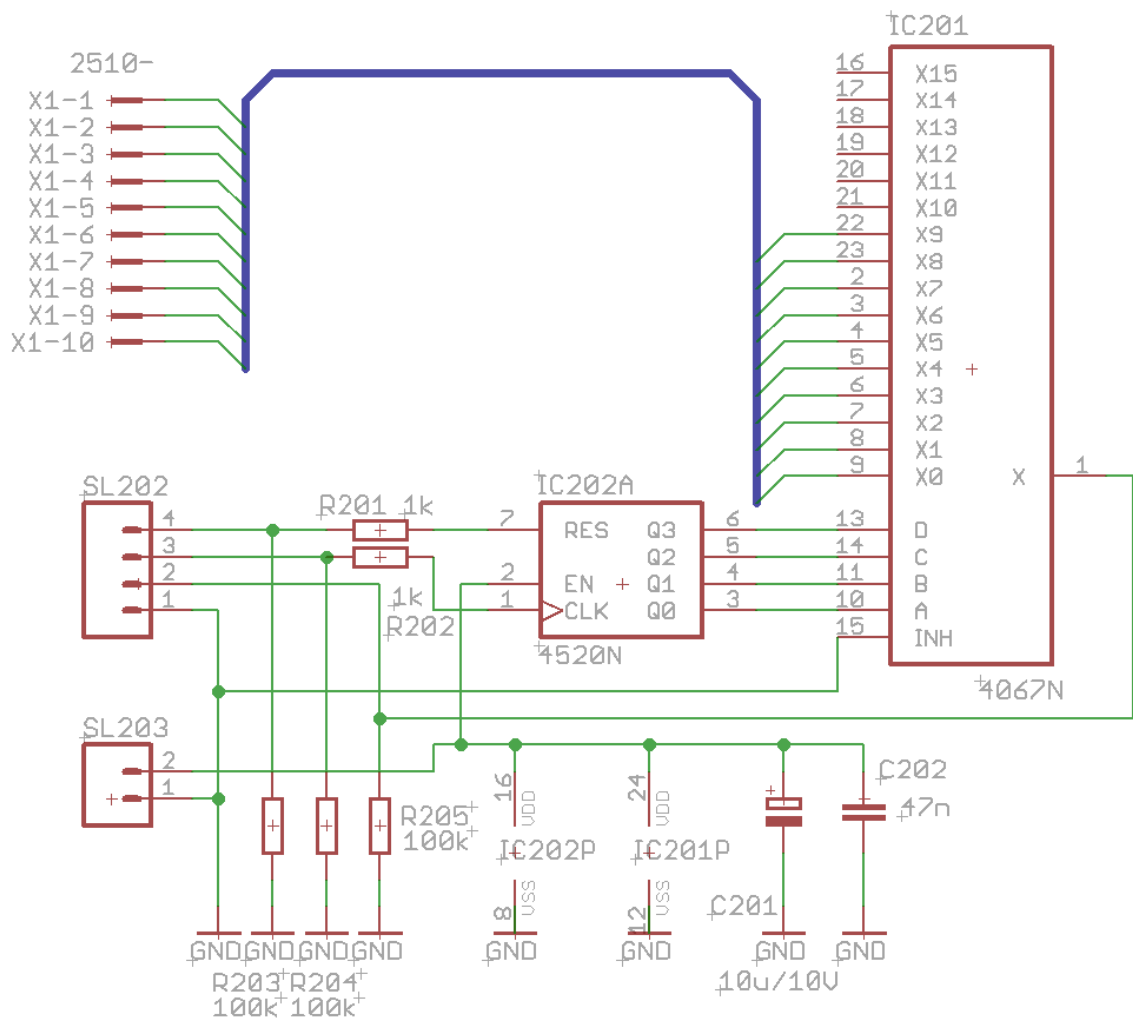 IC201
2510-
X1-1
X1-2
X1-3
X1-4
X1-5
X1-6
X1-7
X1-8
X1-9
X1-10
16 X15
17 X14
18 X13
19 X12
20 X11
21 X10
22 X9
23 X8
2 X7
3 X6
4 X5
5 X4
6 X3
7 X2
8 X1
9 X0
X 1
13 D
14 C
11 B
10 A
15 INH
4067N
SL202
4
3
2
1
R201 1k
1k
R202
IC202A
7 RES Q3 6
Q2 5
2 EN Q1 4
1 CLK Q0 3
4520N
SL203
2
1
R205
100k
16 VDD
IC202P
8 VSS
24 VDD
IC201P
12 VSS
C202
47n
C201
GND GND GND GND GND GND GND GND
R203 R204
100k 100k
10u/10V